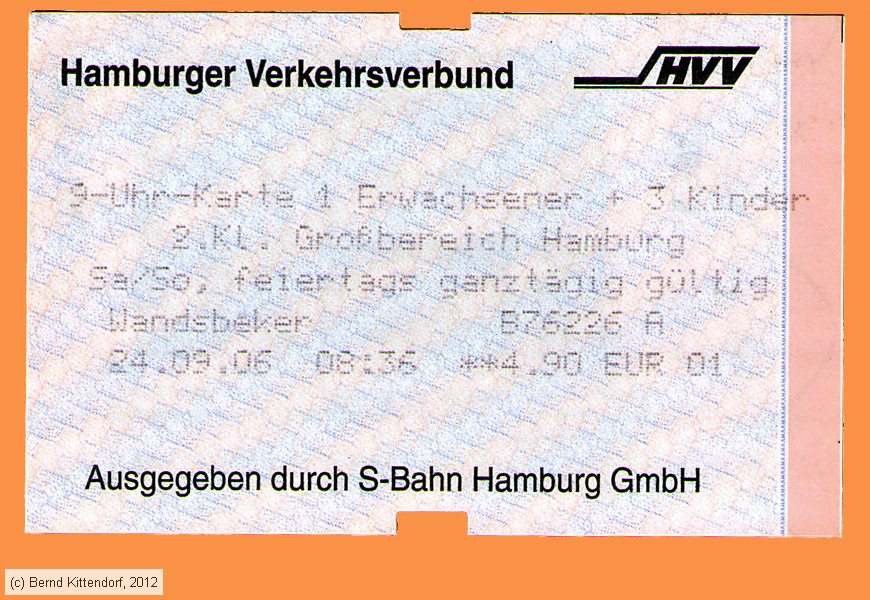 Hamburger Verkehrsverbund
HVV
9-Uhr-Karte 1 Erwachsener + 3 Kinder
2.Kl. Großbereich Hamburg
Sa/So, feiertags ganztägig gültig
Wandsbeker B76226 A
24.09.06 08:36 **4.90 EUR 01
Ausgegeben durch S-Bahn Hamburg GmbH
(c) Bernd Kittendorf, 2012